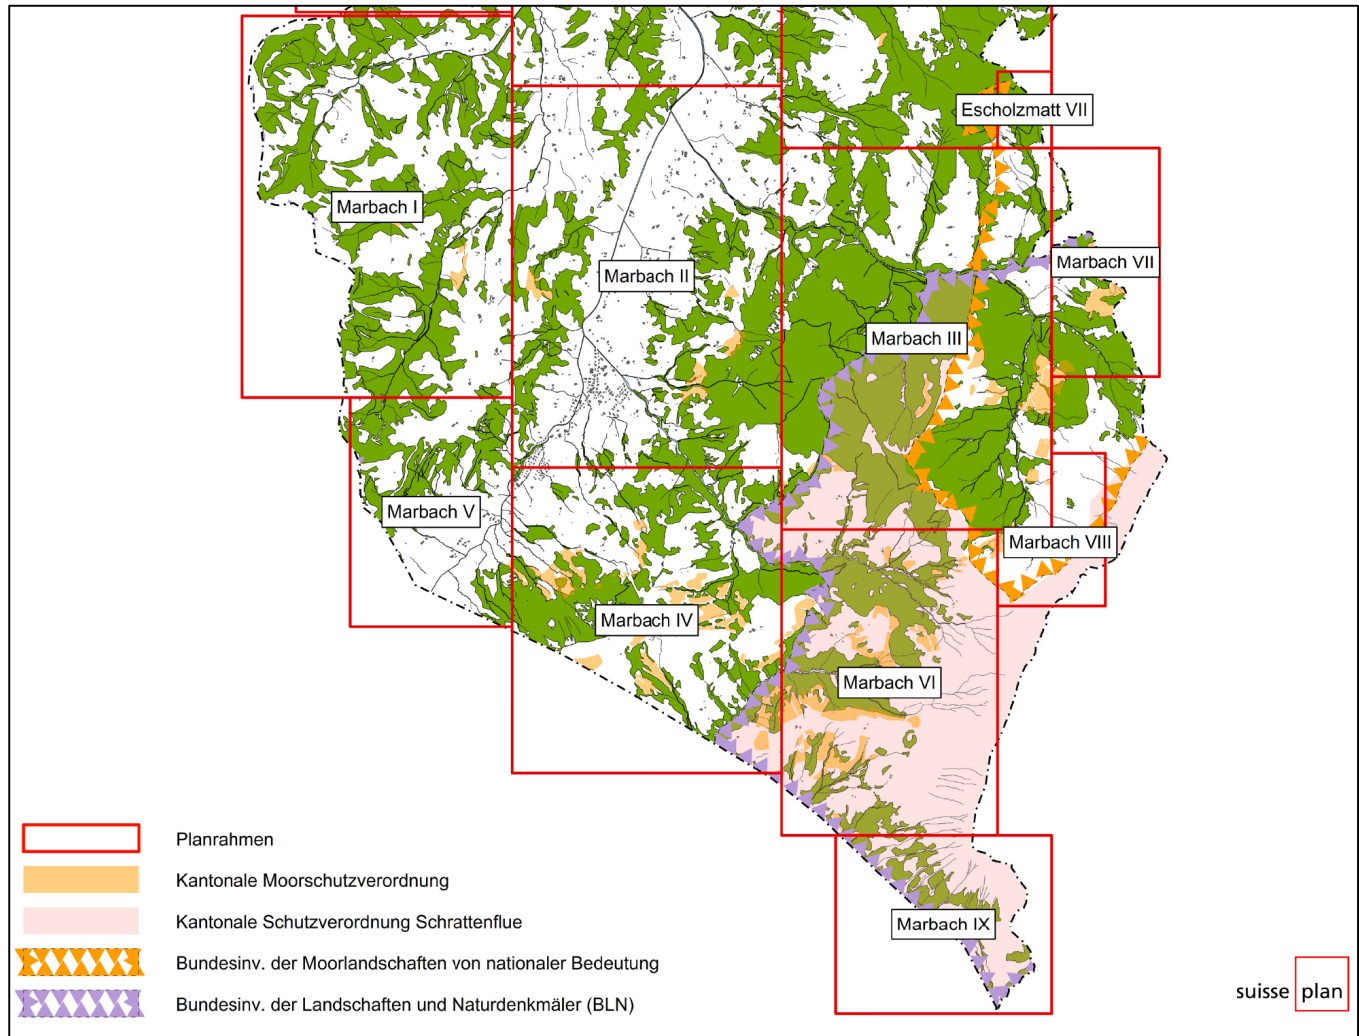 Escholzmatt VII
Marbach I
Marbach II
Marbach VII
Marbach III
Marbach V
Marbach VIII
Marbach IV
Marbach VI
Marbach IX
Planrahmen
Kantonale Moorschutzverordnung
Kantonale Schutzverordnung Schrattenflue
Bundesinv. der Moorlandschaften von nationaler Bedeutung
Bundesinv. der Landschaften und Naturdenkmäler (BLN)
suisse plan